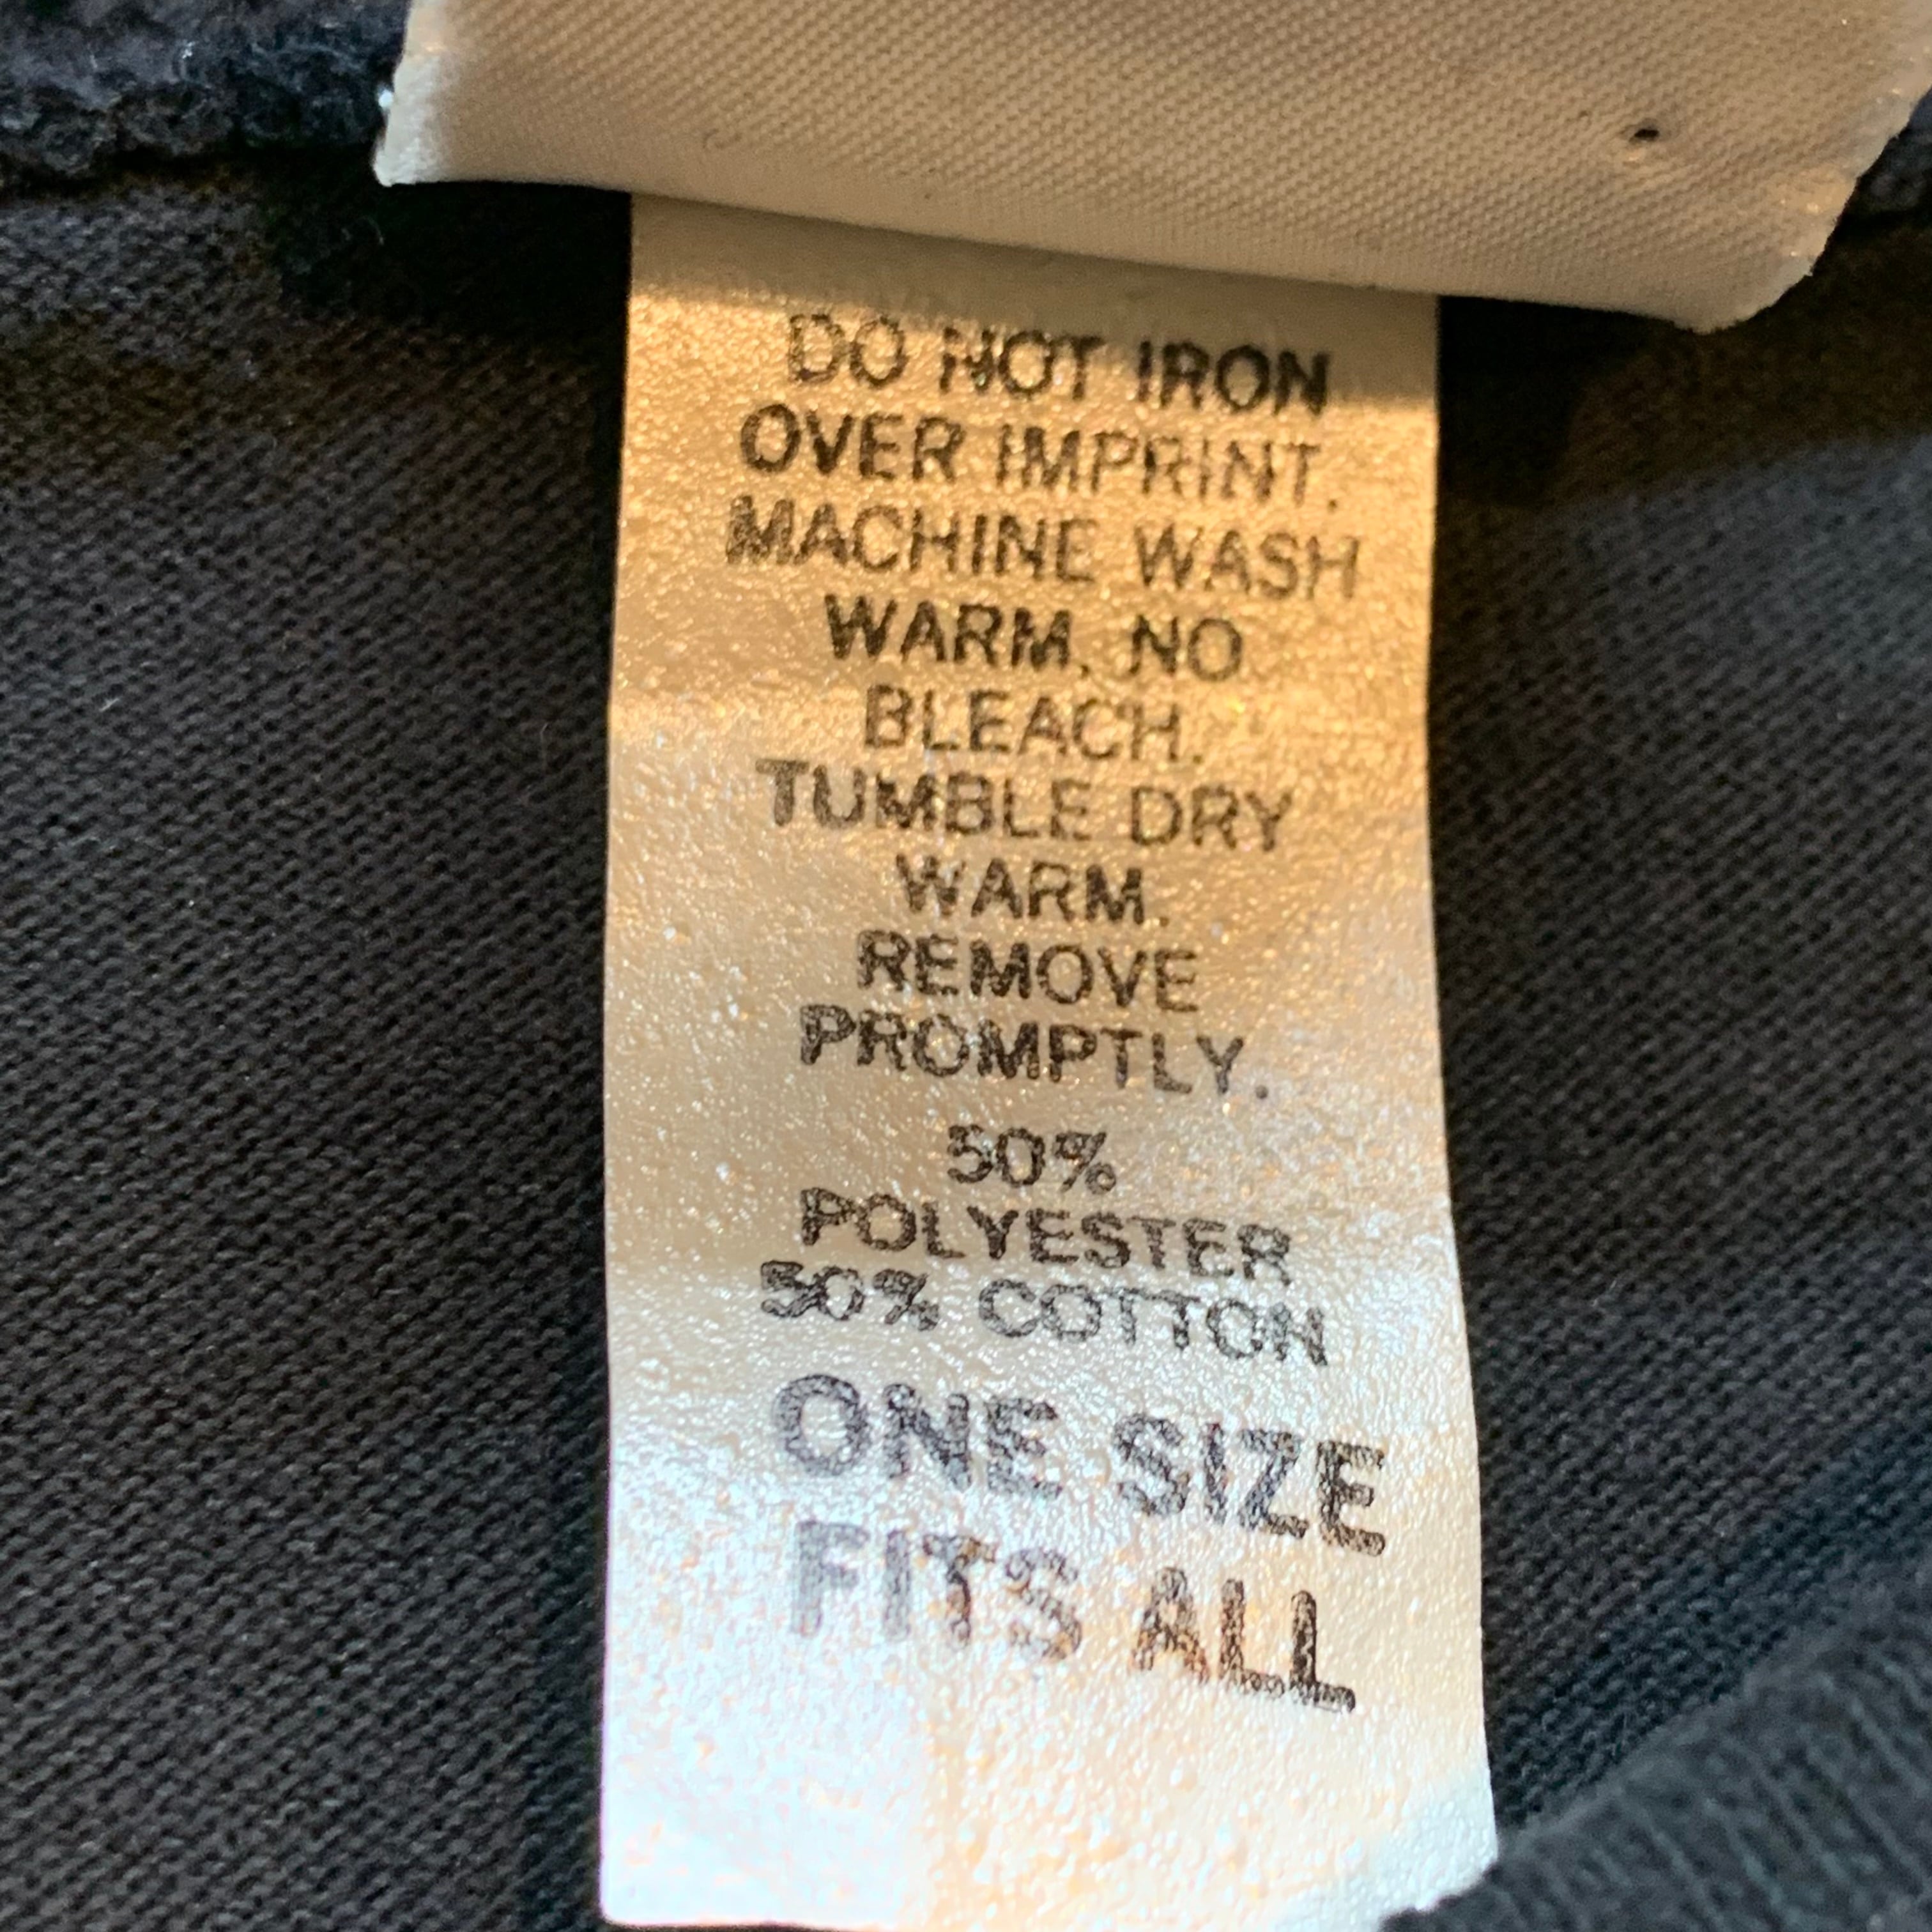 DO NOT IRON
OVER IMPRINT.
MACHINE WASH
WARM. NO
BLEACH.
TUMBLE DRY
WARM.
REMOVE
PROMPTLY.
50%
POLYESTER
50% COTTON
ONE SIZE
FITS ALL